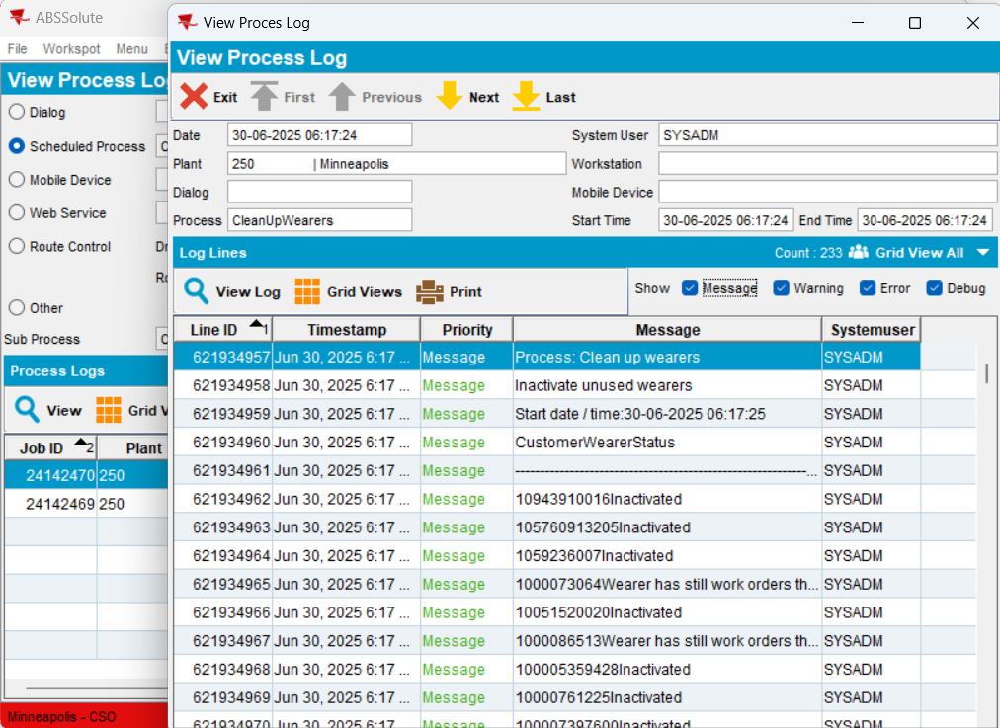 ABSSolute
File Workspot Menu
View Process Lo
Dialog
Scheduled Process
Mobile Device
Web Service
Route Control
Other
Sub Process
Process Logs
View Grid V
Job ID 2 Plant
24142470 250
24142469 250
Minneapolis - CSO
View Proces Log
View Process Log
Exit First Previous Next Last
Date 30-06-2025 06:17:24 System User SYSADM
Plant 250 | Minneapolis Workstation
Dialog Mobile Device
Process CleanUpWearers Start Time 30-06-2025 06:17:24 End Time 30-06-2025 06:17:24
Log Lines Count : 233 Grid View All
View Log Grid Views Print Show Message Warning Error Debug
Line ID 1 Timestamp Priority Message Systemuser
621934957 Jun 30, 2025 6:17 ... Message Process: Clean up wearers SYSADM
621934958 Jun 30, 2025 6:17 ... Message Inactivate unused wearers SYSADM
621934959 Jun 30, 2025 6:17 ... Message Start date / time:30-06-2025 06:17:25 SYSADM
621934960 Jun 30, 2025 6:17 ... Message CustomerWearerStatus SYSADM
621934961 Jun 30, 2025 6:17 ... Message -----------------------------------------------------------... SYSADM
621934962 Jun 30, 2025 6:17 ... Message 10943910016Inactivated SYSADM
621934963 Jun 30, 2025 6:17 ... Message 105760913205Inactivated SYSADM
621934964 Jun 30, 2025 6:17 ... Message 1059236007Inactivated SYSADM
621934965 Jun 30, 2025 6:17 ... Message 1000073064Wearer has still work orders th... SYSADM
621934966 Jun 30, 2025 6:17 ... Message 10051520020Inactivated SYSADM
621934967 Jun 30, 2025 6:17 ... Message 1000086513Wearer has still work orders th... SYSADM
621934968 Jun 30, 2025 6:17 ... Message 100005359428Inactivated SYSADM
621934969 Jun 30, 2025 6:17 ... Message 10000761225Inactivated SYSADM
621934970 Jun 30, 2025 6:17 ... Message 100007397600Inactivated SYSADM